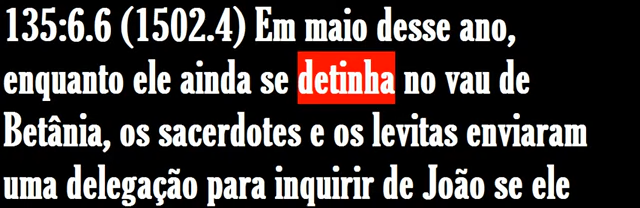 135:6.6 (1502.4) Em maio desse ano,
enquanto ele ainda se detinha no vau de
Betânia, os sacerdotes e os levitas enviaram
uma delegação para inquirir de João se ele